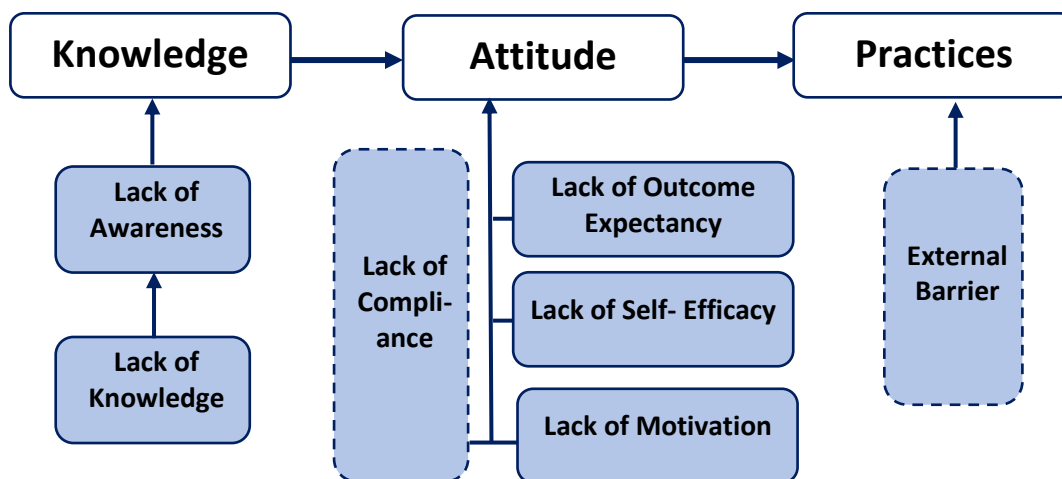 Knowledge
Attitude
Practices
Lack of
Awareness
Lack of
Knowledge
Lack of
Compli-
ance
Lack of Outcome
Expectancy
Lack of Self- Efficacy
Lack of Motivation
External
Barrier